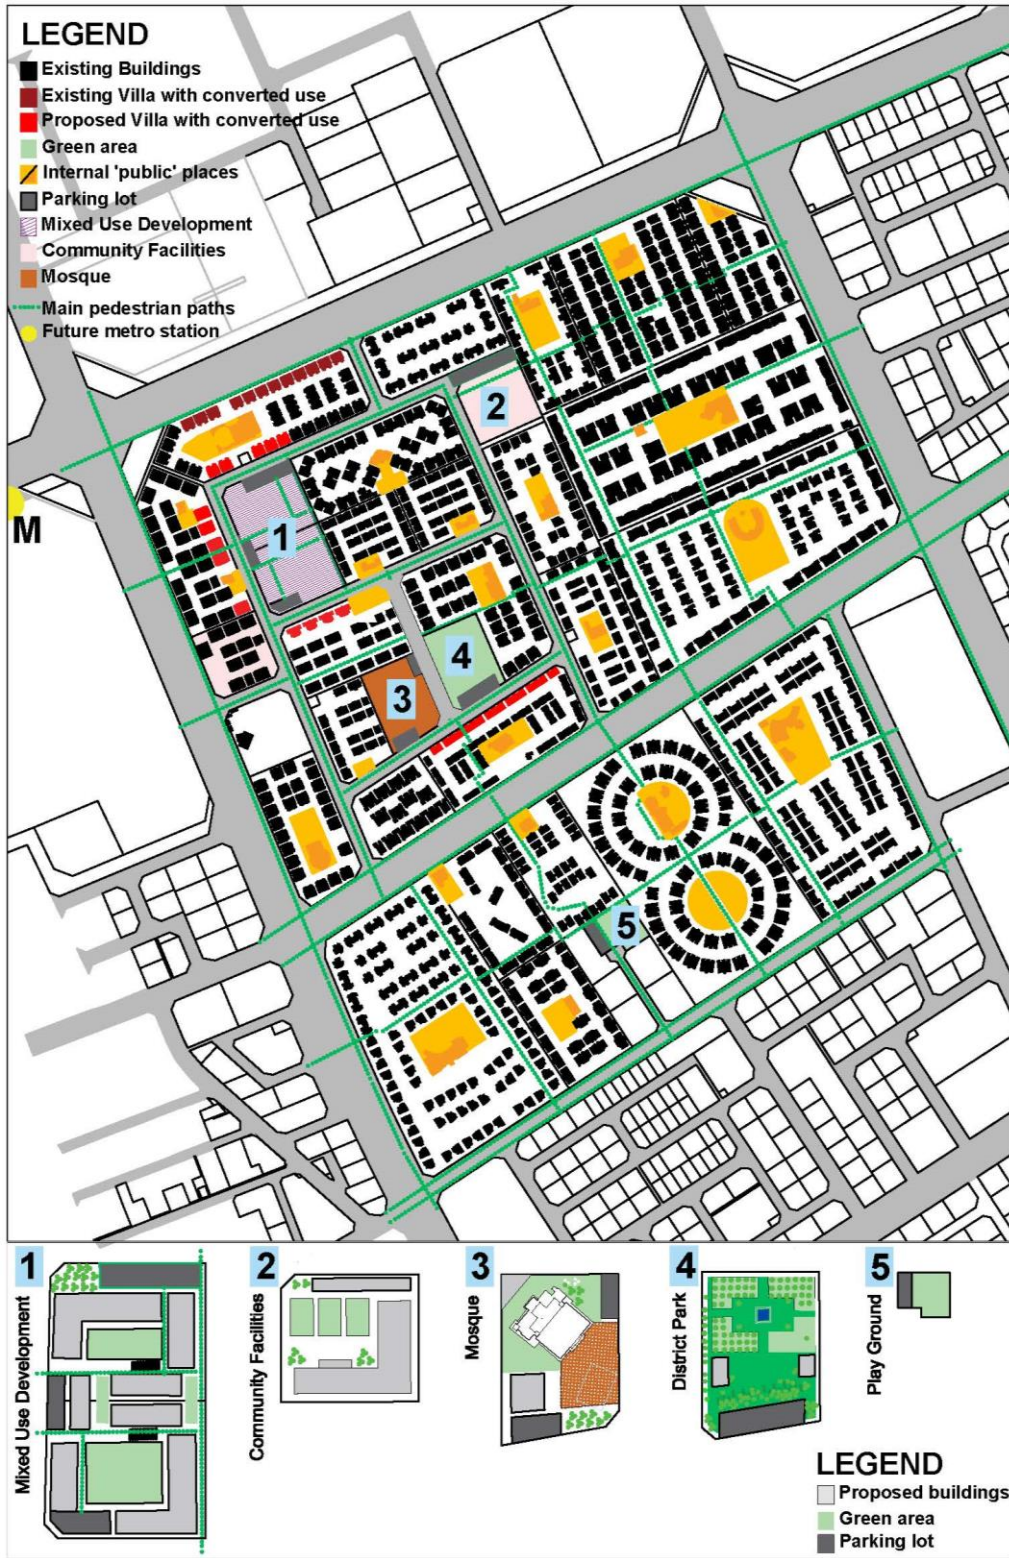 LEGEND
Existing Buildings
Existing Villa with converted use
Proposed Villa with converted use
Green area
Internal 'public' places
Parking lot
Mixed Use Development
Community Facilities
Mosque
Main pedestrian paths
Future metro station
M
1
2
3
4
5
1
Mixed Use Development
2
Community Facilities
3
Mosque
4
District Park
5
Play Ground
LEGEND
Proposed buildings
Green area
Parking lot